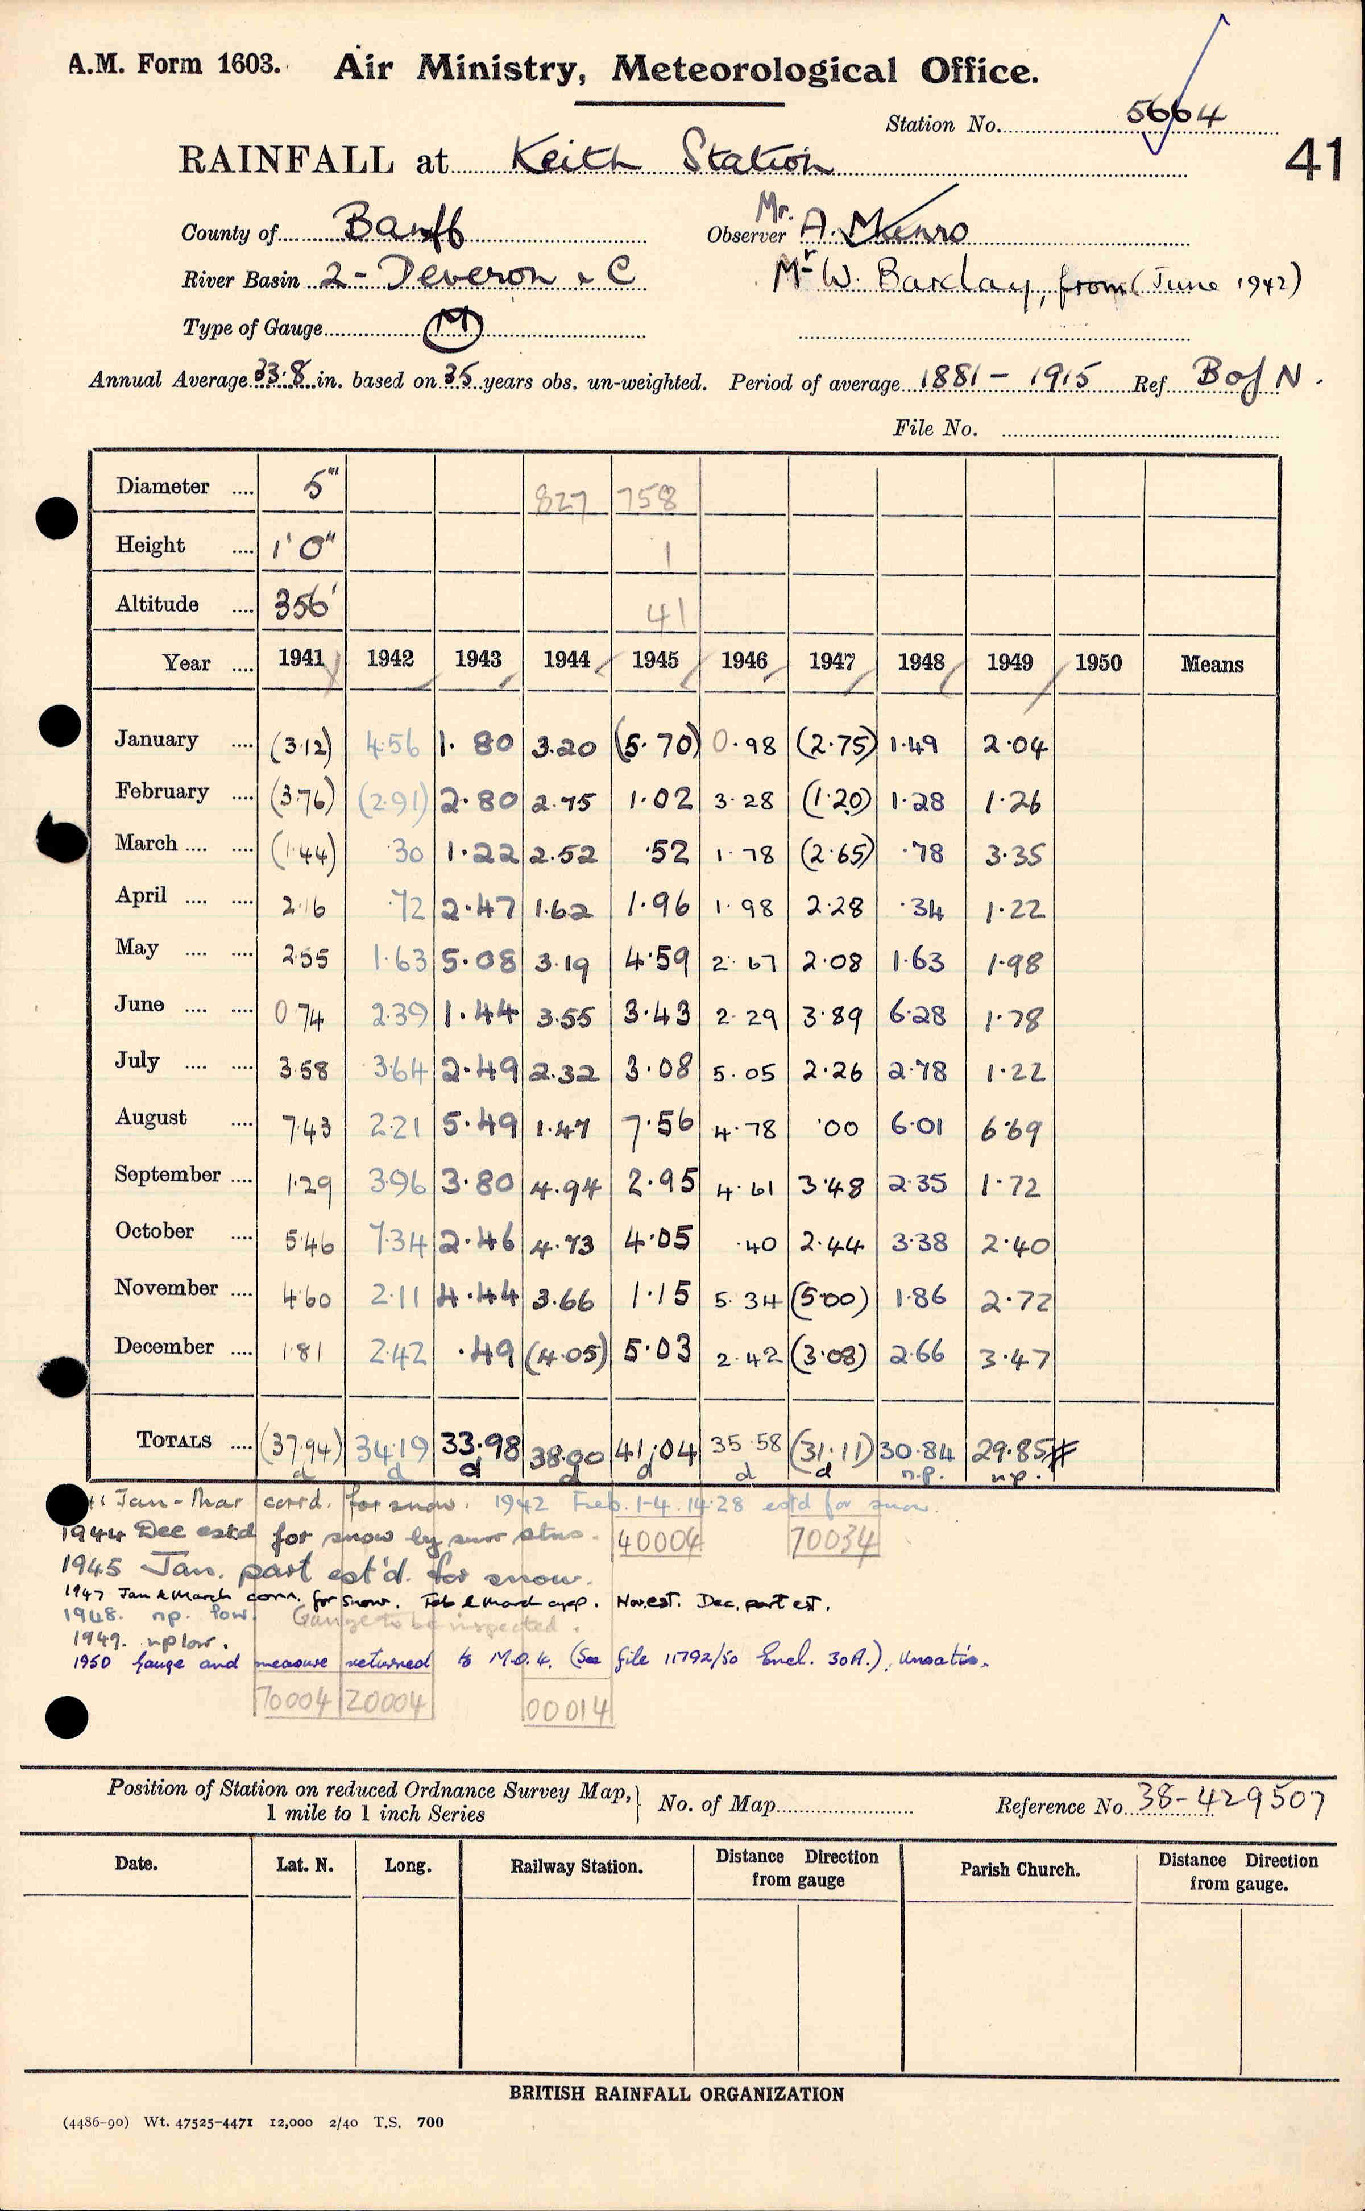 A.M. Form 1603. Air Ministry, Meteorological Office.
Station No. 5664
41
RAINFALL at Keith Station
County of Banff Observer Mr. A. Munro
River Basin 2 - Deveron &C Mr W. Barclay, from (June 1942)
Type of Gauge M
Annual Average 33.8 in. based on 35 years obs. un-weighted. Period of average 1881 - 1915 Ref B of N.
File No.
Diameter .... 5" 827 758
Height .... 1' 0" 1
Altitude .... 356' 41
Year .... 1941 1942 1943 1944 1945 1946 1947 1948 1949 1950 Means
January .... (3.12) 4.56 1.80 3.20 (5.70) 0.98 (2.75) 1.49 2.04
February .... (3.76) (2.91) 2.80 2.75 1.02 3.28 (1.20) 1.28 1.26
March .... .... (1.44) .30 1.22 2.52 .52 1.78 (2.65) .78 3.35
April .... .... 2.16 .72 2.47 1.62 1.96 1.98 2.28 .34 1.22
May .... .... 2.55 1.63 5.08 3.19 4.59 2.67 2.08 1.63 1.98
June .... .... 0.74 2.39 1.44 3.55 3.43 2.29 3.89 6.28 1.78
July .... .... 3.58 3.64 2.49 2.32 3.08 5.05 2.26 2.78 1.22
August .... 7.43 2.21 5.49 1.47 7.56 4.78 .00 6.01 6.69
September .... 1.29 3.96 3.80 4.94 2.95 4.61 3.48 2.35 1.72
October .... 5.46 7.34 2.46 4.73 4.05 .40 2.44 3.38 2.40
November .... 4.60 2.11 4.44 3.66 1.15 5.34 (5.00) 1.86 2.72
December .... 1.81 2.42 .49 (4.05) 5.03 2.42 (3.08) 2.66 3.47
TOTALS .... (37.94) 34.19 33.98 38.00 41.04 35.58 (31.11) 30.84 29.85#
d d d d d d d n.p. n.p.
Jan - Mar corrd. for snow. 1942 Feb. 1-4. 14.28 estd for snow.
1944 Dec estd for snow by surr stns. 40004 70034
1945 Jan. part est'd. for snow.
1947 Jan & March corr. for snow. Feb & March app. Nov. est. Dec. part est.
1948. np. low. Gauge to be inspected.
1949. np low.
1950 Gauge and measure returned to M.O.4. (See file 11792/50 Encl. 30A.). Unsatis.
70004 20004 00014
Position of Station on reduced Ordnance Survey Map, 1 mile to 1 inch Series } No. of Map Reference No. 38-429507
Date. Lat. N. Long. Railway Station. Distance Direction from gauge Parish Church. Distance Direction from gauge.
BRITISH RAINFALL ORGANIZATION
(4486-90) Wt. 47525-4471 12,000 2/40 T.S. 700